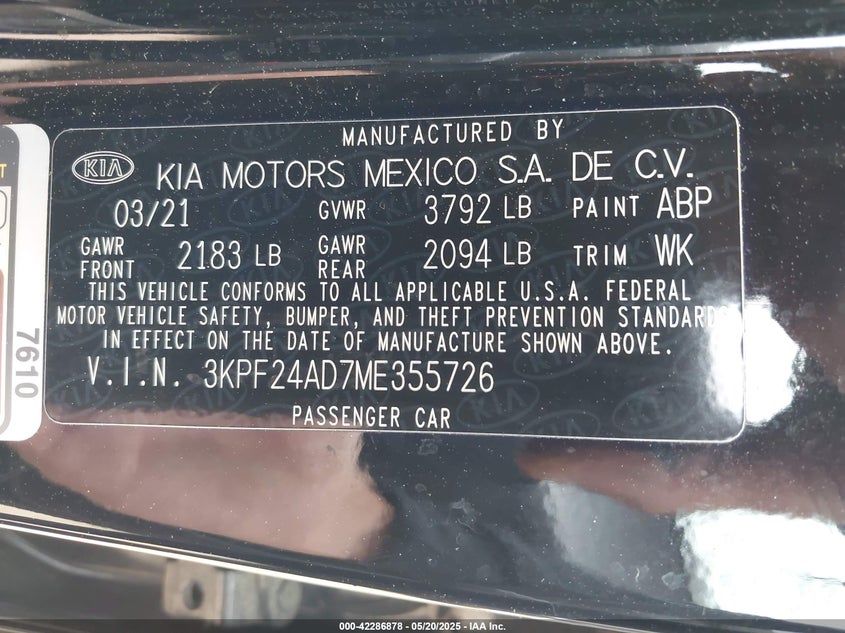 MANUFACTURED BY
KIA KIA MOTORS MEXICO S.A. DE C.V.
03/21 GVWR 3792 LB PAINT ABP
GAWR FRONT 2183 LB GAWR REAR 2094 LB TRIM WK
THIS VEHICLE CONFORMS TO ALL APPLICABLE U.S.A. FEDERAL
MOTOR VEHICLE SAFETY, BUMPER, AND THEFT PREVENTION STANDARDS
IN EFFECT ON THE DATE OF MANUFACTURE SHOWN ABOVE.
V.I.N. 3KPF24AD7ME355726
PASSENGER CAR
7610
000-42286878 - 05/20/2025 - IAA Inc.